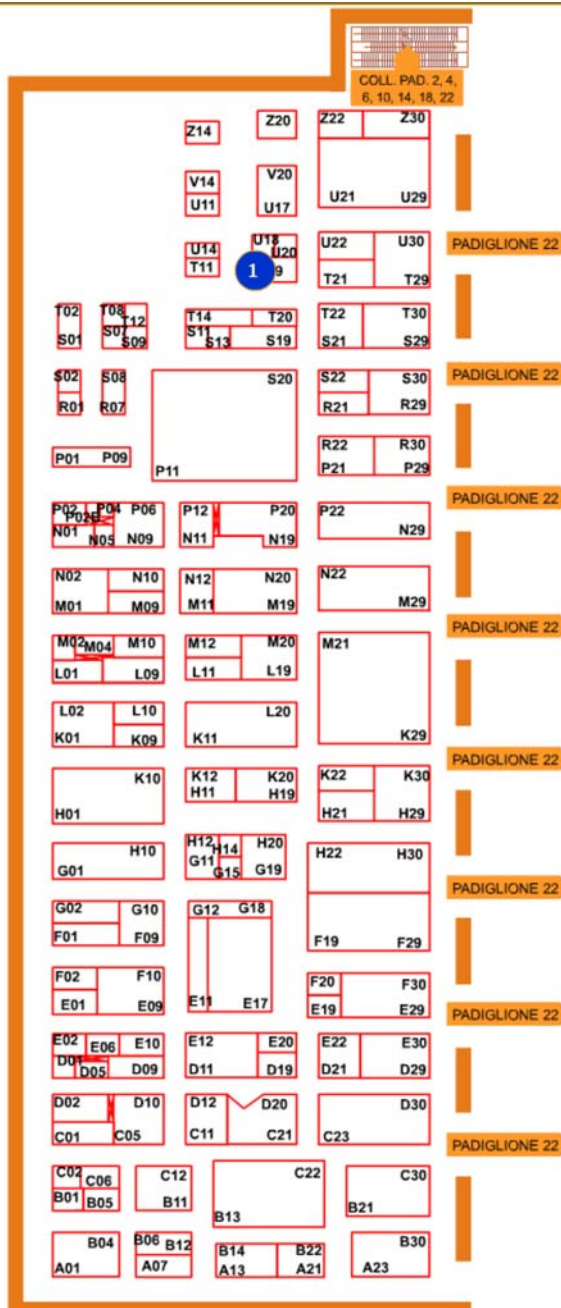 COLL. PAD. 2, 4,
6, 10, 14, 18, 22
Z14 Z20 Z22 Z30
V14 V20
U11 U17 U21 U29
U14 U18 U20 U22 U30
PADIGLIONE 22
T11 1 9 T21 T29
T02 T08 T12 T14 T20 T22 T30
S01 S07 S09 S11 S13 S19 S21 S29
S02 S08 S20 S22 S30
PADIGLIONE 22
R01 R07 R21 R29
P01 P09 P11 R22 R30
P21 P29
P02 P04 P06 P12 P20 P22
PADIGLIONE 22
N01 N05 N09 N11 N19 N29
N02 N10 N12 N20 N22
M01 M09 M11 M19 M29
PADIGLIONE 22
M02 M04 M10 M12 M20 M21
L01 L09 L11 L19
L02 L10 L20
K01 K09 K11 K29
PADIGLIONE 22
K10 K12 K20 K22 K30
H01 H11 H19 H21 H29
H10 H12 H14 H20 H22 H30
G01 G11 G15 G19
PADIGLIONE 22
G02 G10 G12 G18
F01 F09 F19 F29
F02 F10 F20 F30
E01 E09 E11 E17 E19 E29
PADIGLIONE 22
E02 E06 E10 E12 E20 E22 E30
D01 D05 D09 D11 D19 D21 D29
D02 D10 D12 D20 D30
C01 C05 C11 C21 C23
PADIGLIONE 22
C02 C06 C12 C22 C30
B01 B05 B11 B13 B21
B04 B06 B12 B14 B22 B30
A01 A07 A13 A21 A23